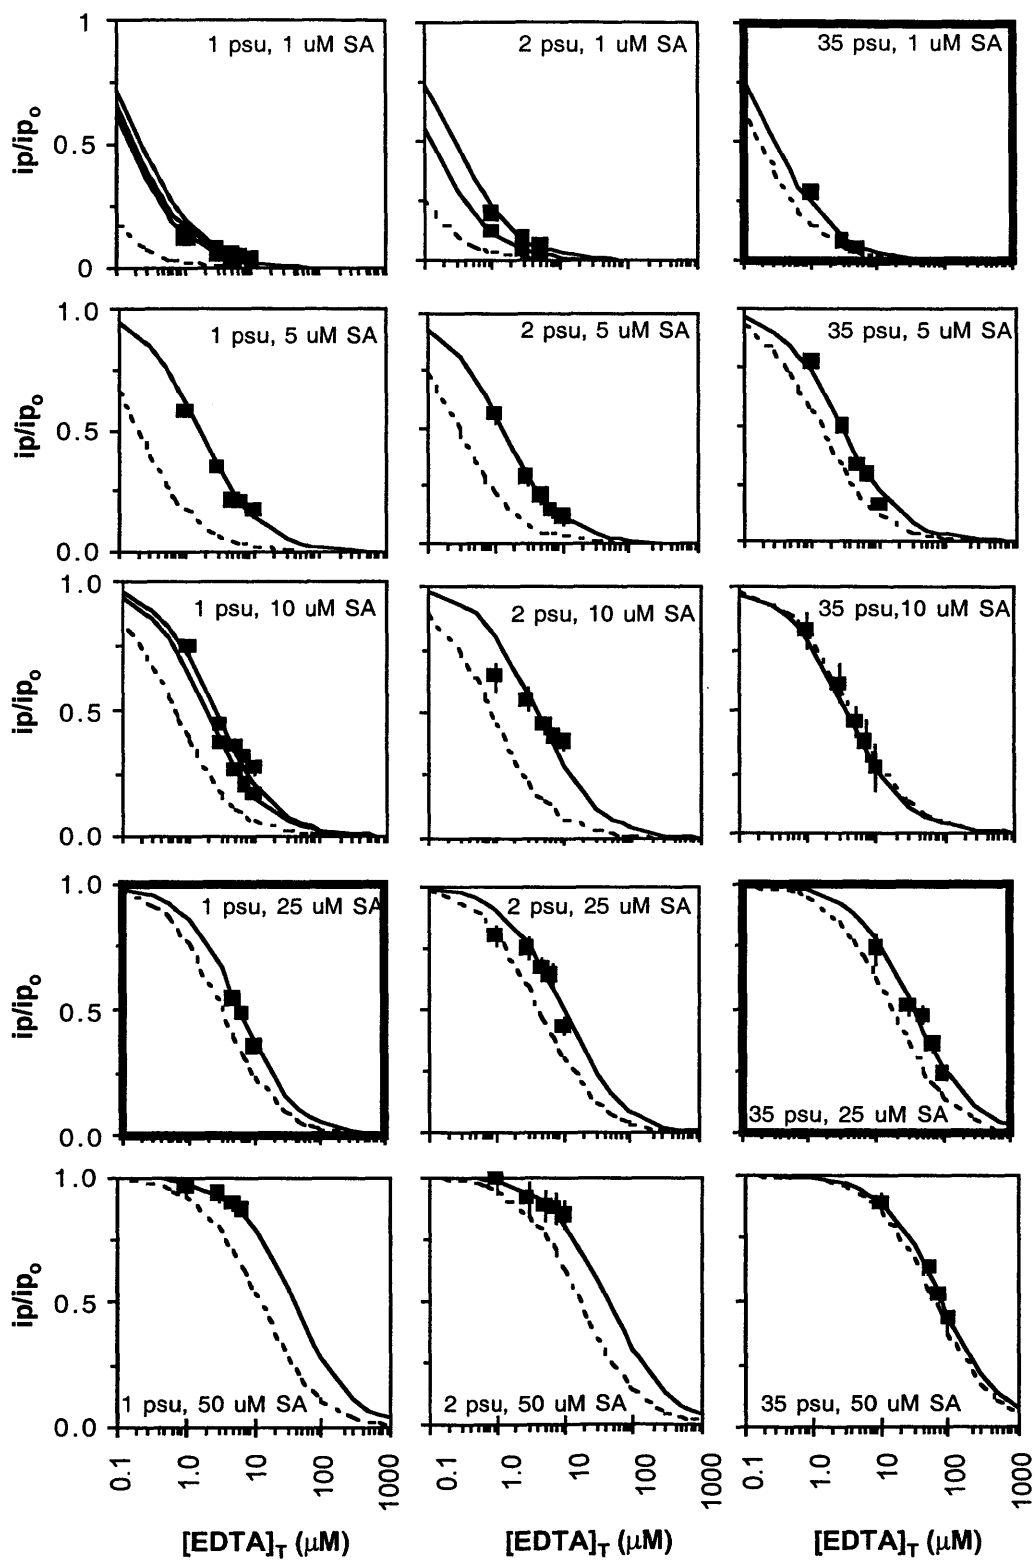 1
1 psu, 1 uM SA
2 psu, 1 uM SA
35 psu, 1 uM SA
ip/ipo
0.5
0
1.0
1 psu, 5 uM SA
2 psu, 5 uM SA
35 psu, 5 uM SA
ip/ipo
0.5
0.0
1.0
1 psu, 10 uM SA
2 psu, 10 uM SA
35 psu,10 uM SA
ip/ipo
0.5
0.0
1.0
1 psu, 25 uM SA
2 psu, 25 uM SA
ip/ipo
0.5
35 psu, 25 uM SA
0.0
1.0
ip/ipo
0.5
1 psu, 50 uM SA
2 psu, 50 uM SA
35 psu, 50 uM SA
0.0
0.1 1.0 10 100 1000
0.1 1.0 10 100 1000
0.1 1.0 10 100 1000
[EDTA]T (μM)
[EDTA]T (μM)
[EDTA]T (μM)